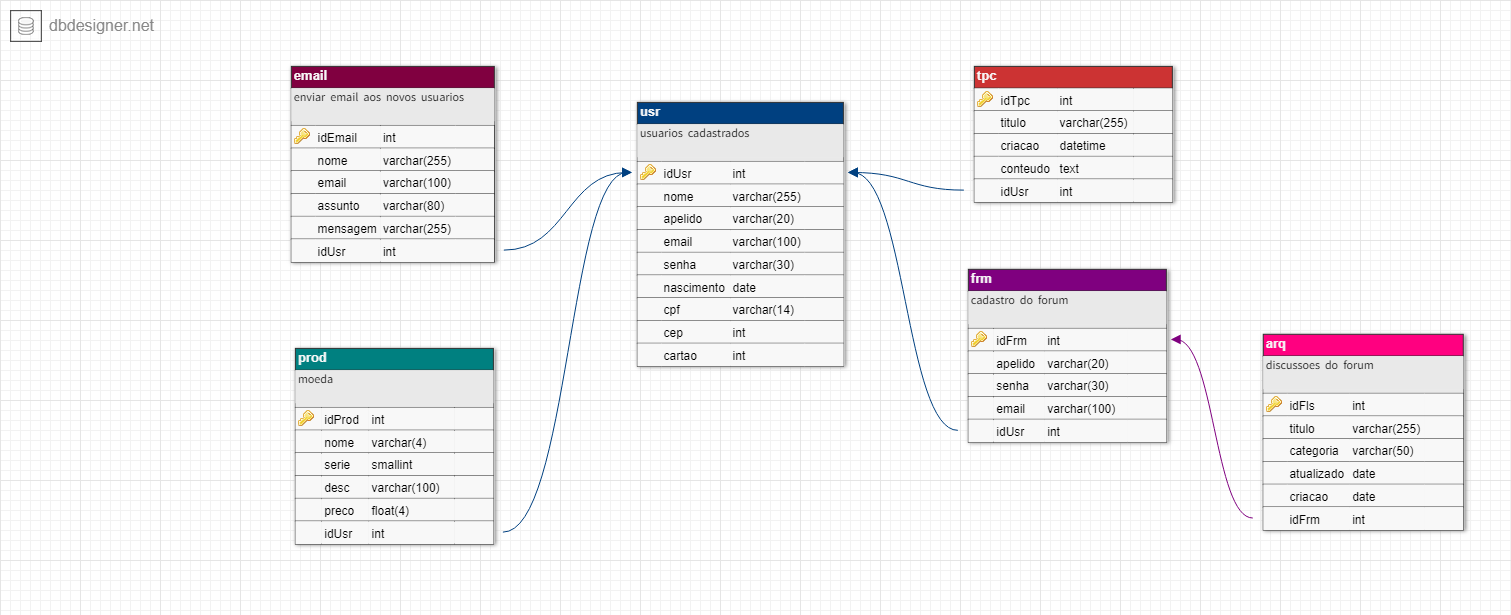 dbdesigner.net
email
enviar email aos novos usuarios
idEmail int
nome varchar(255)
email varchar(100)
assunto varchar(80)
mensagem varchar(255)
idUsr int
usr
usuarios cadastrados
idUsr int
nome varchar(255)
apelido varchar(20)
email varchar(100)
senha varchar(30)
nascimento date
cpf varchar(14)
cep int
cartao int
tpc
idTpc int
titulo varchar(255)
criacao datetime
conteudo text
idUsr int
prod
moeda
idProd int
nome varchar(4)
serie smallint
desc varchar(100)
preco float(4)
idUsr int
frm
cadastro do forum
idFrm int
apelido varchar(20)
senha varchar(30)
email varchar(100)
idUsr int
arq
discussoes do forum
idFls int
titulo varchar(255)
categoria varchar(50)
atualizado date
criacao date
idFrm int